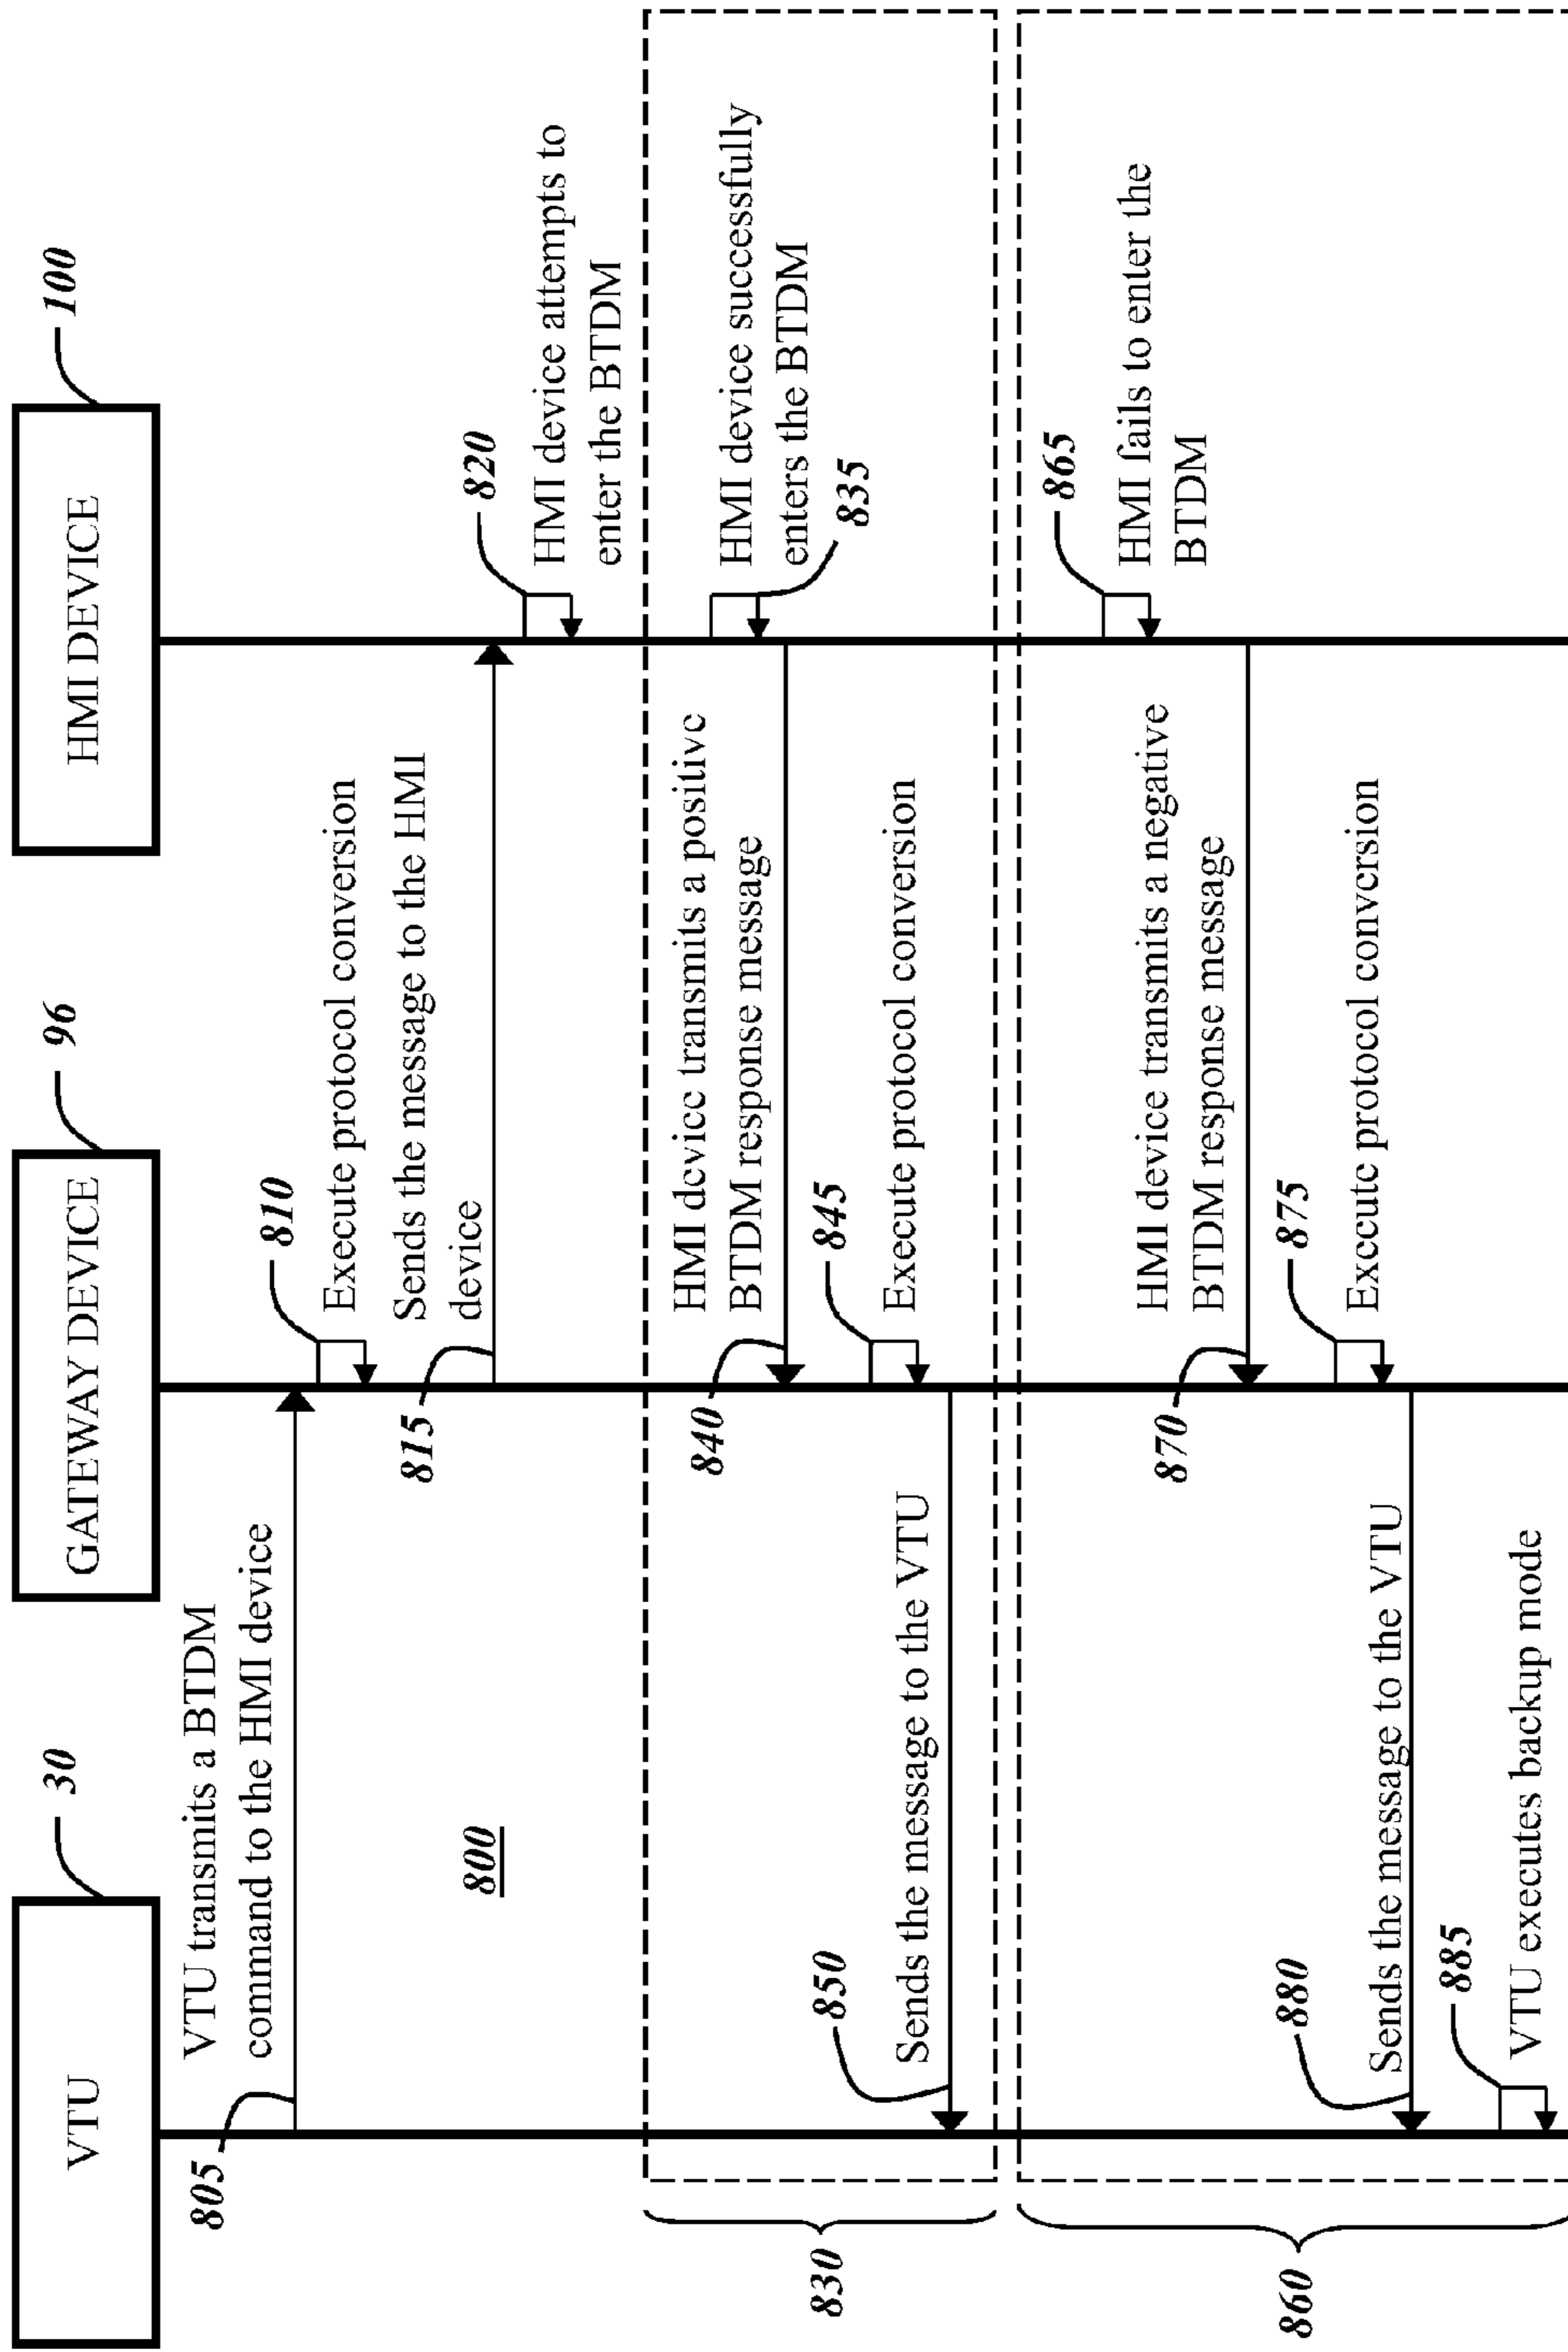 VTU
30
GATEWAY DEVICE
96
HMI DEVICE
100
VTU transmits a BTDM
command to the HMI device
805
810
Execute protocol conversion
Sends the message to the HMI
device
815
800
820
HMI device attempts to
enter the BTDM
830
HMI device successfully
enters the BTDM
835
HMI device transmits a positive
BTDM response message
840
845
Execute protocol conversion
850
Sends the message to the VTU
860
865
HMI fails to enter the
BTDM
HMI device transmits a negative
BTDM response message
870
875
Execute protocol conversion
880
Sends the message to the VTU
885
VTU executes backup mode